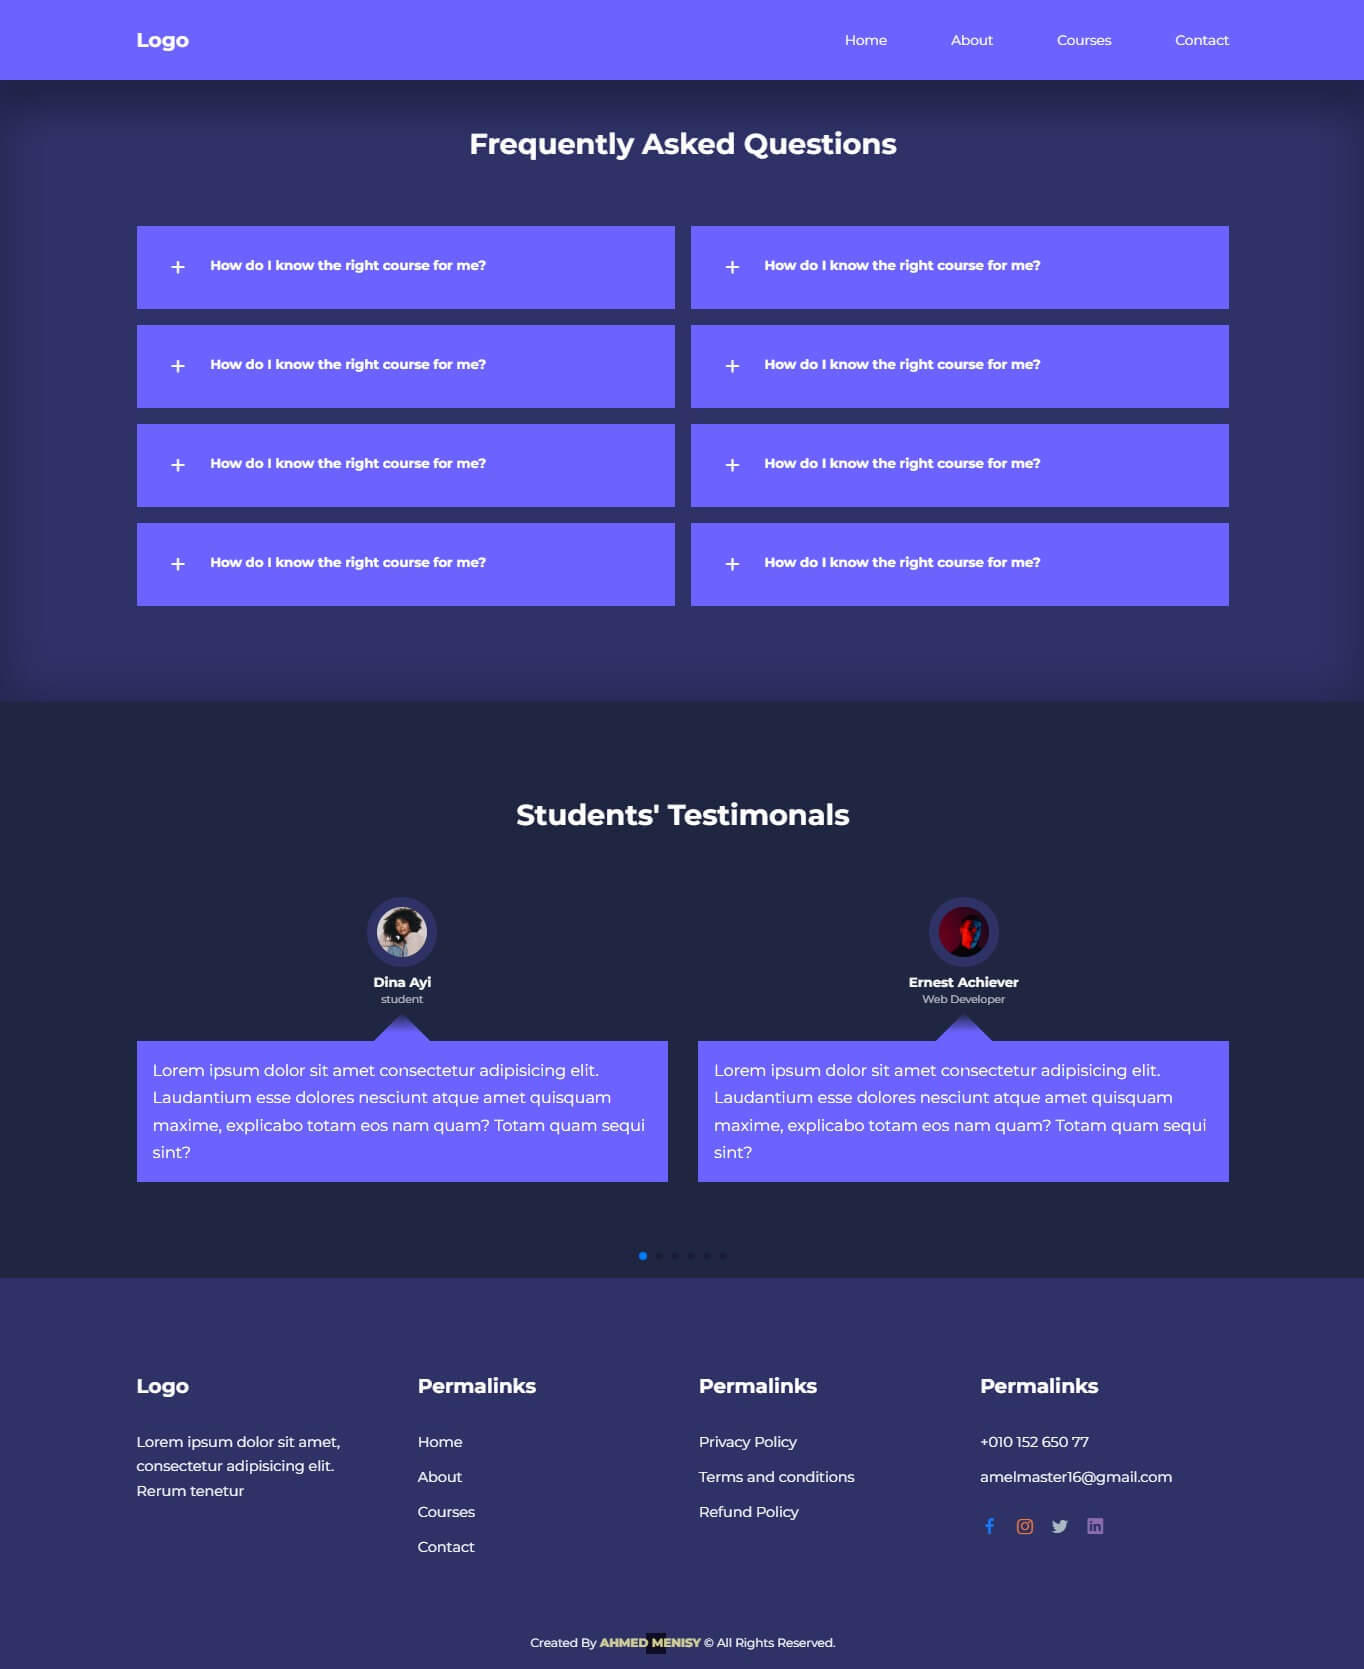 Logo
Home
About
Courses
Contact
Frequently Asked Questions
+ How do I know the right course for me?
+ How do I know the right course for me?
+ How do I know the right course for me?
+ How do I know the right course for me?
+ How do I know the right course for me?
+ How do I know the right course for me?
+ How do I know the right course for me?
+ How do I know the right course for me?
Students' Testimonals
Dina Ayi
student
Lorem ipsum dolor sit amet consectetur adipisicing elit.
Laudantium esse dolores nesciunt atque amet quisquam
maxime, explicabo totam eos nam quam? Totam quam sequi
sint?
Ernest Achiever
Web Developer
Lorem ipsum dolor sit amet consectetur adipisicing elit.
Laudantium esse dolores nesciunt atque amet quisquam
maxime, explicabo totam eos nam quam? Totam quam sequi
sint?
Logo
Lorem ipsum dolor sit amet,
consectetur adipisicing elit.
Rerum tenetur
Permalinks
Home
About
Courses
Contact
Permalinks
Privacy Policy
Terms and conditions
Refund Policy
Permalinks
+010 152 650 77
amelmaster16@gmail.com
Created By AHMED MENISY © All Rights Reserved.